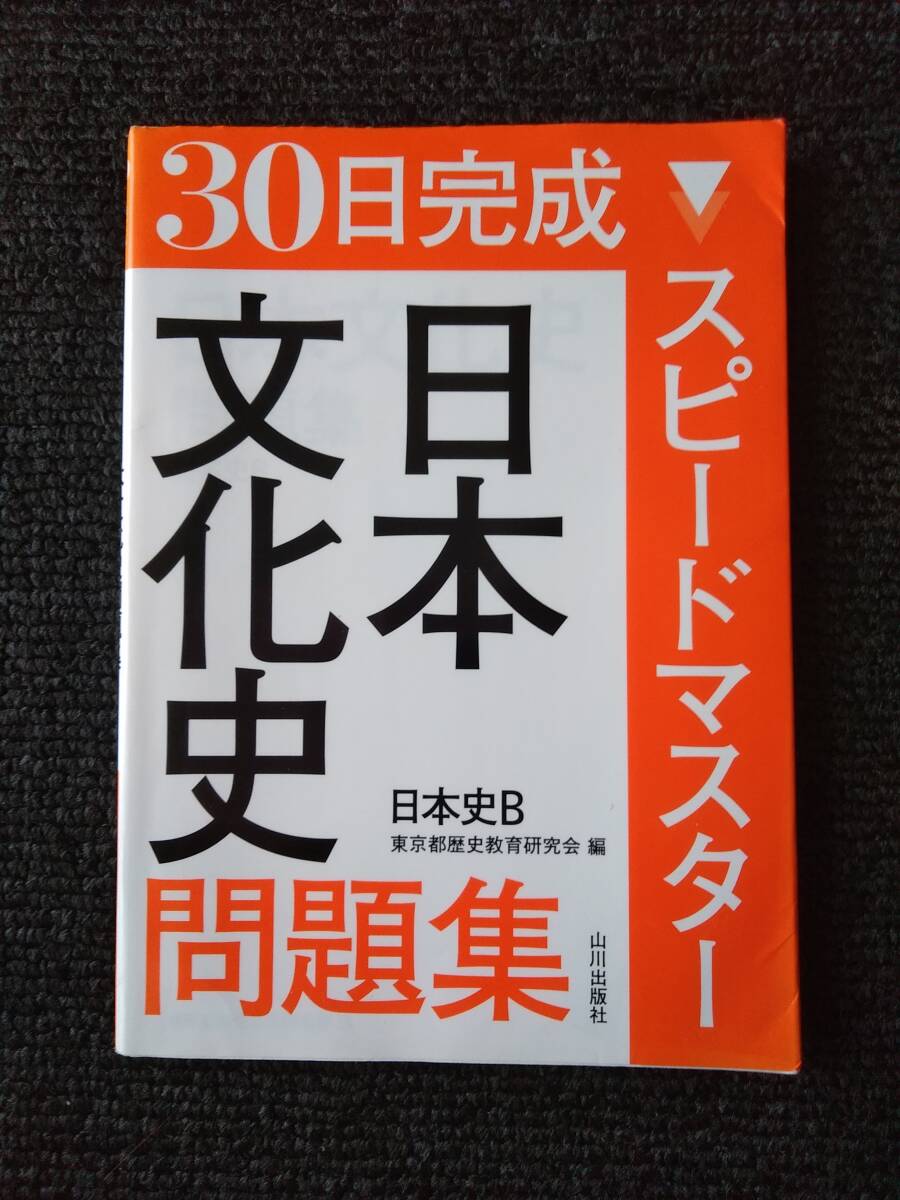 30日完成
スピードマスター
日本
文化史
問題集
日本史B
東京都歴史教育研究会 編
山川出版社